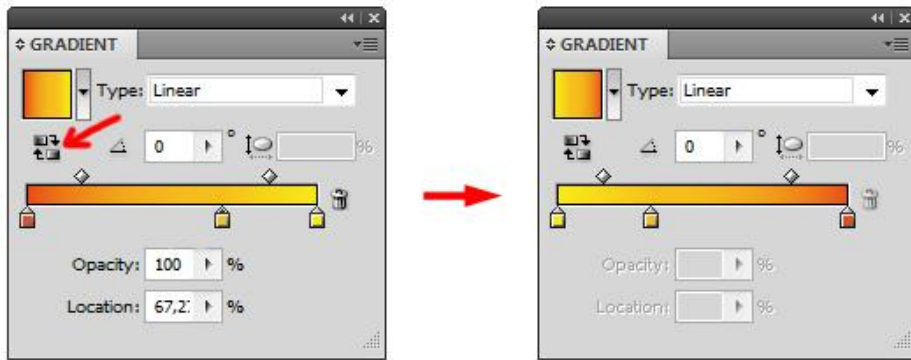 GRADIENT
Type: Linear
0 ° %
Opacity: 100 %
Location: 67,2 %
GRADIENT
Type: Linear
0 ° %
Opacity: %
Location: %